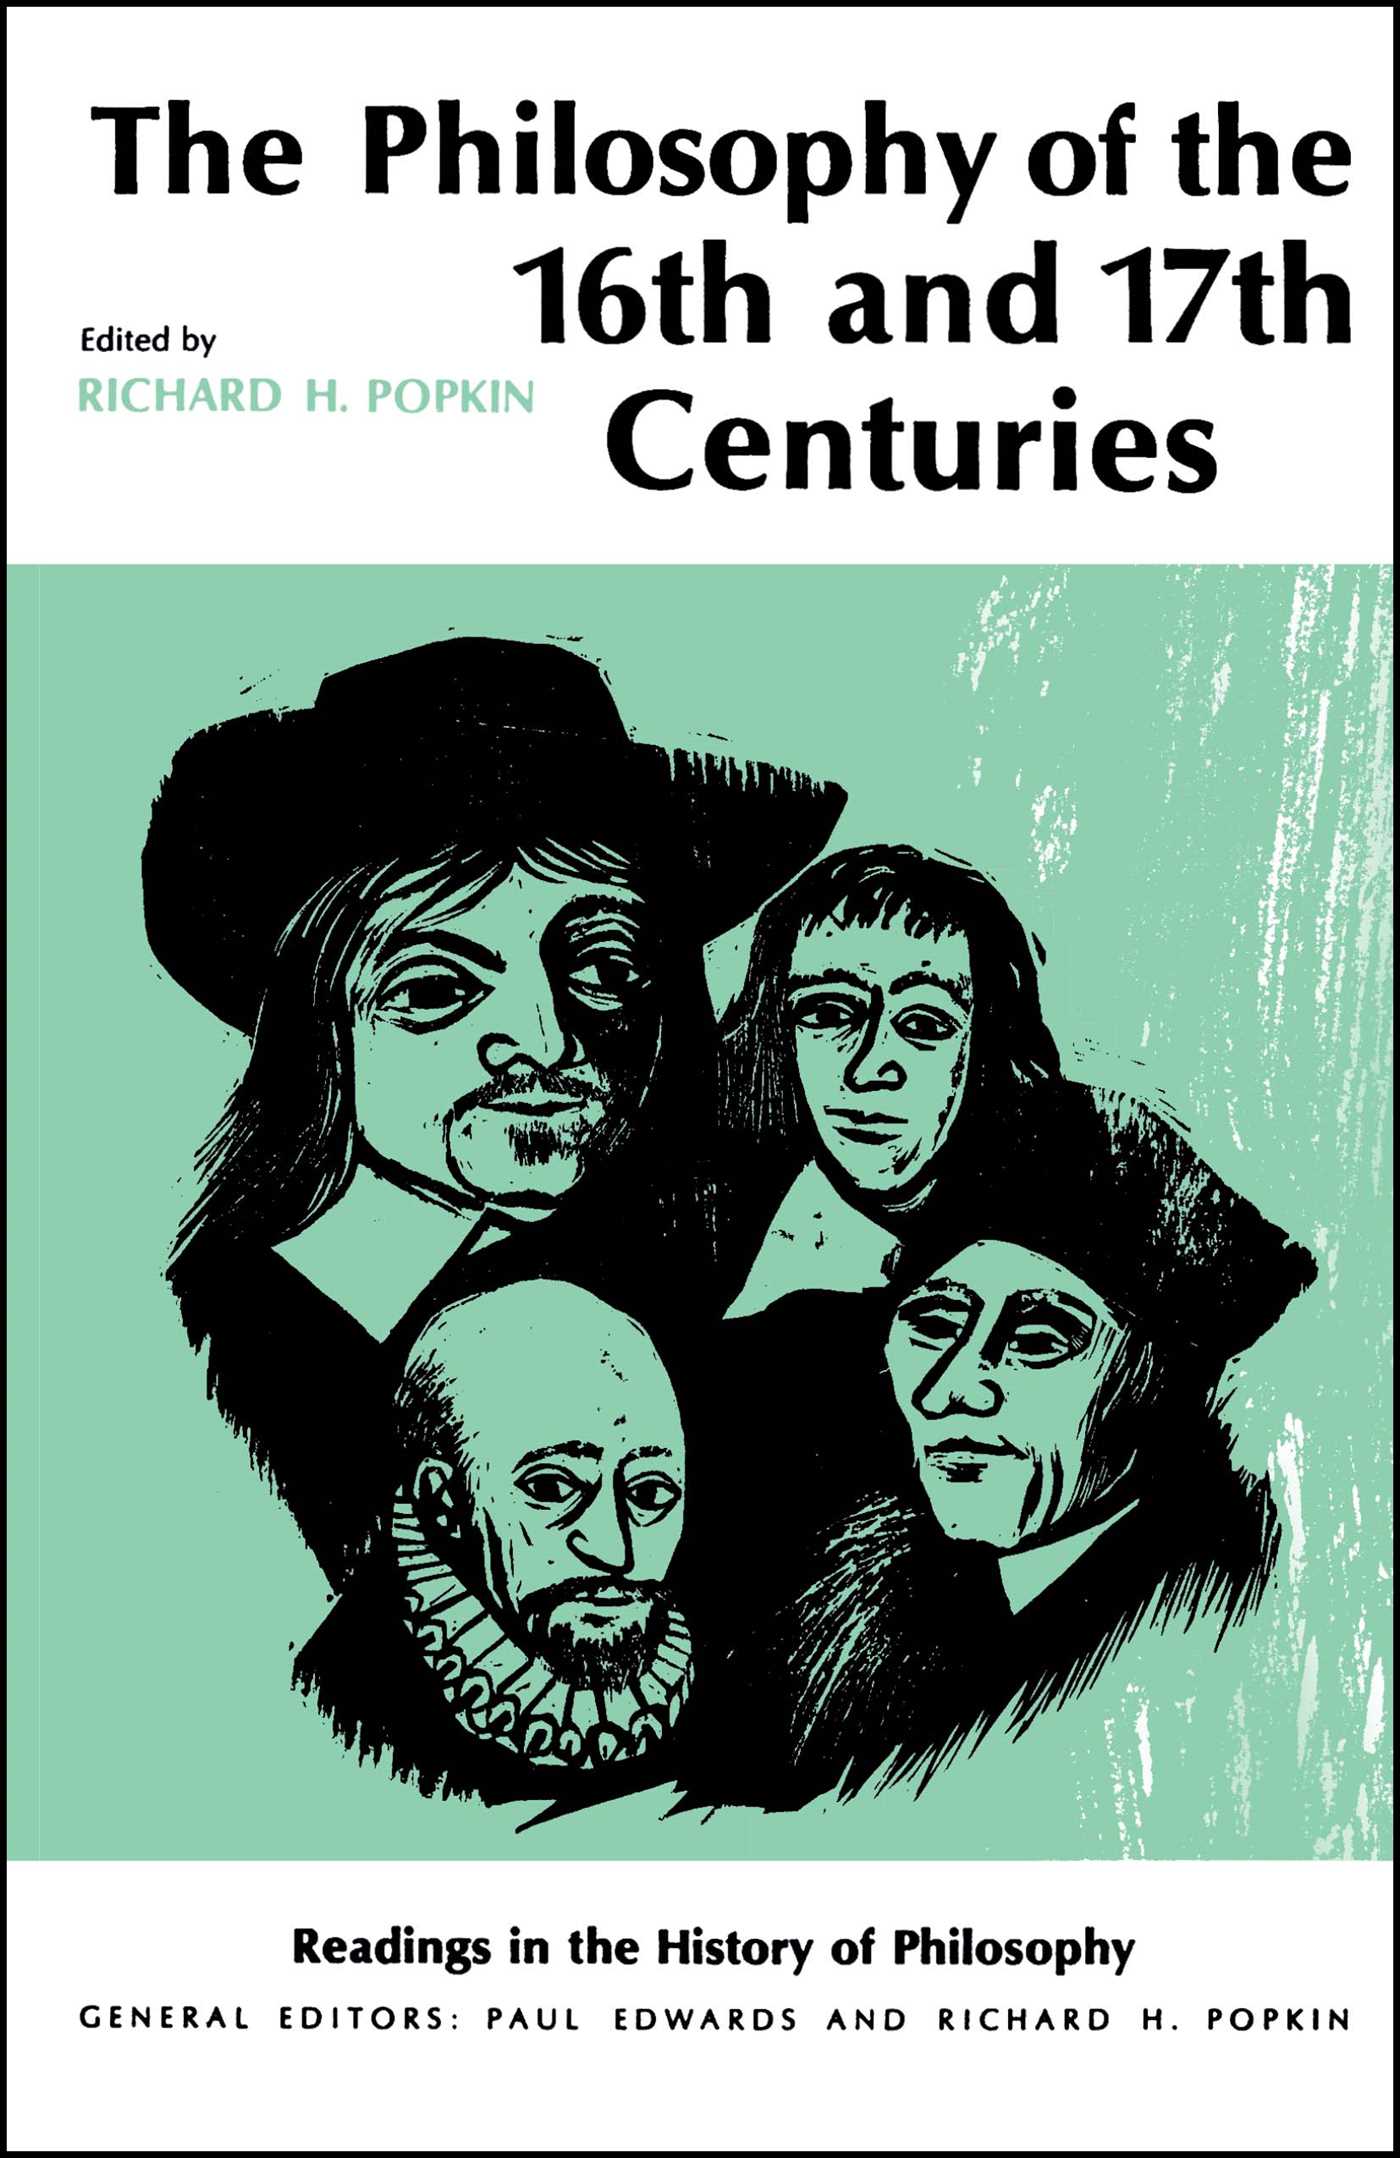 The Philosophy of the
16th and 17th
Centuries
Edited by
RICHARD H. POPKIN
Readings in the History of Philosophy
GENERAL EDITORS: PAUL EDWARDS AND RICHARD H. POPKIN